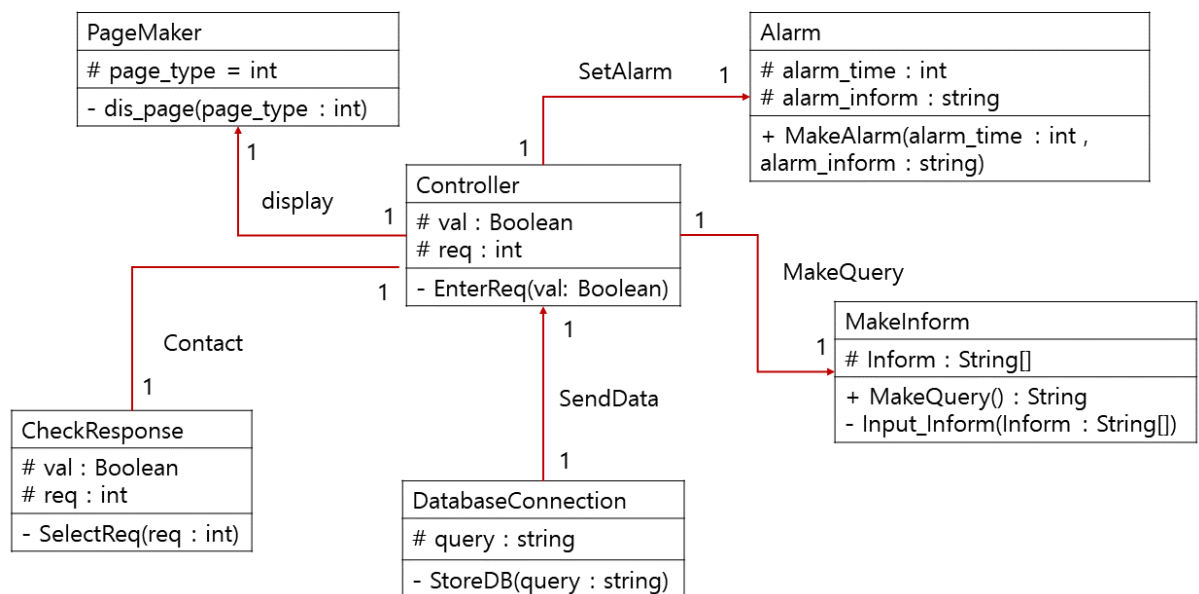 PageMaker
# page_type = int
- dis_page(page_type : int)
Alarm
# alarm_time : int
# alarm_inform : string
+ MakeAlarm(alarm_time : int ,
alarm_inform : string)
SetAlarm
1
1
1
display
1
Controller
# val : Boolean
# req : int
- EnterReq(val: Boolean)
1
MakeQuery
1
MakeInform
# Inform : String[]
+ MakeQuery() : String
- Input_Inform(Inform : String[])
1
Contact
1
CheckResponse
# val : Boolean
# req : int
- SelectReq(req : int)
1
SendData
1
DatabaseConnection
# query : string
- StoreDB(query : string)